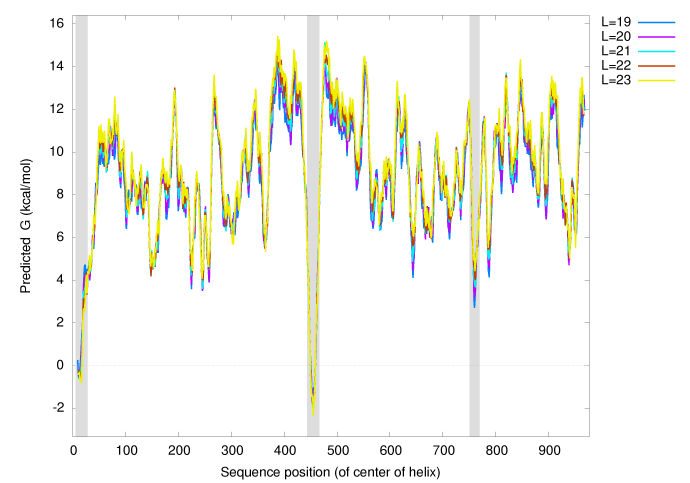 16
14
12
10
8
6
4
2
0
-2
0 100 200 300 400 500 600 700 800 900
Predicted G (kcal/mol)
Sequence position (of center of helix)
L=19
L=20
L=21
L=22
L=23